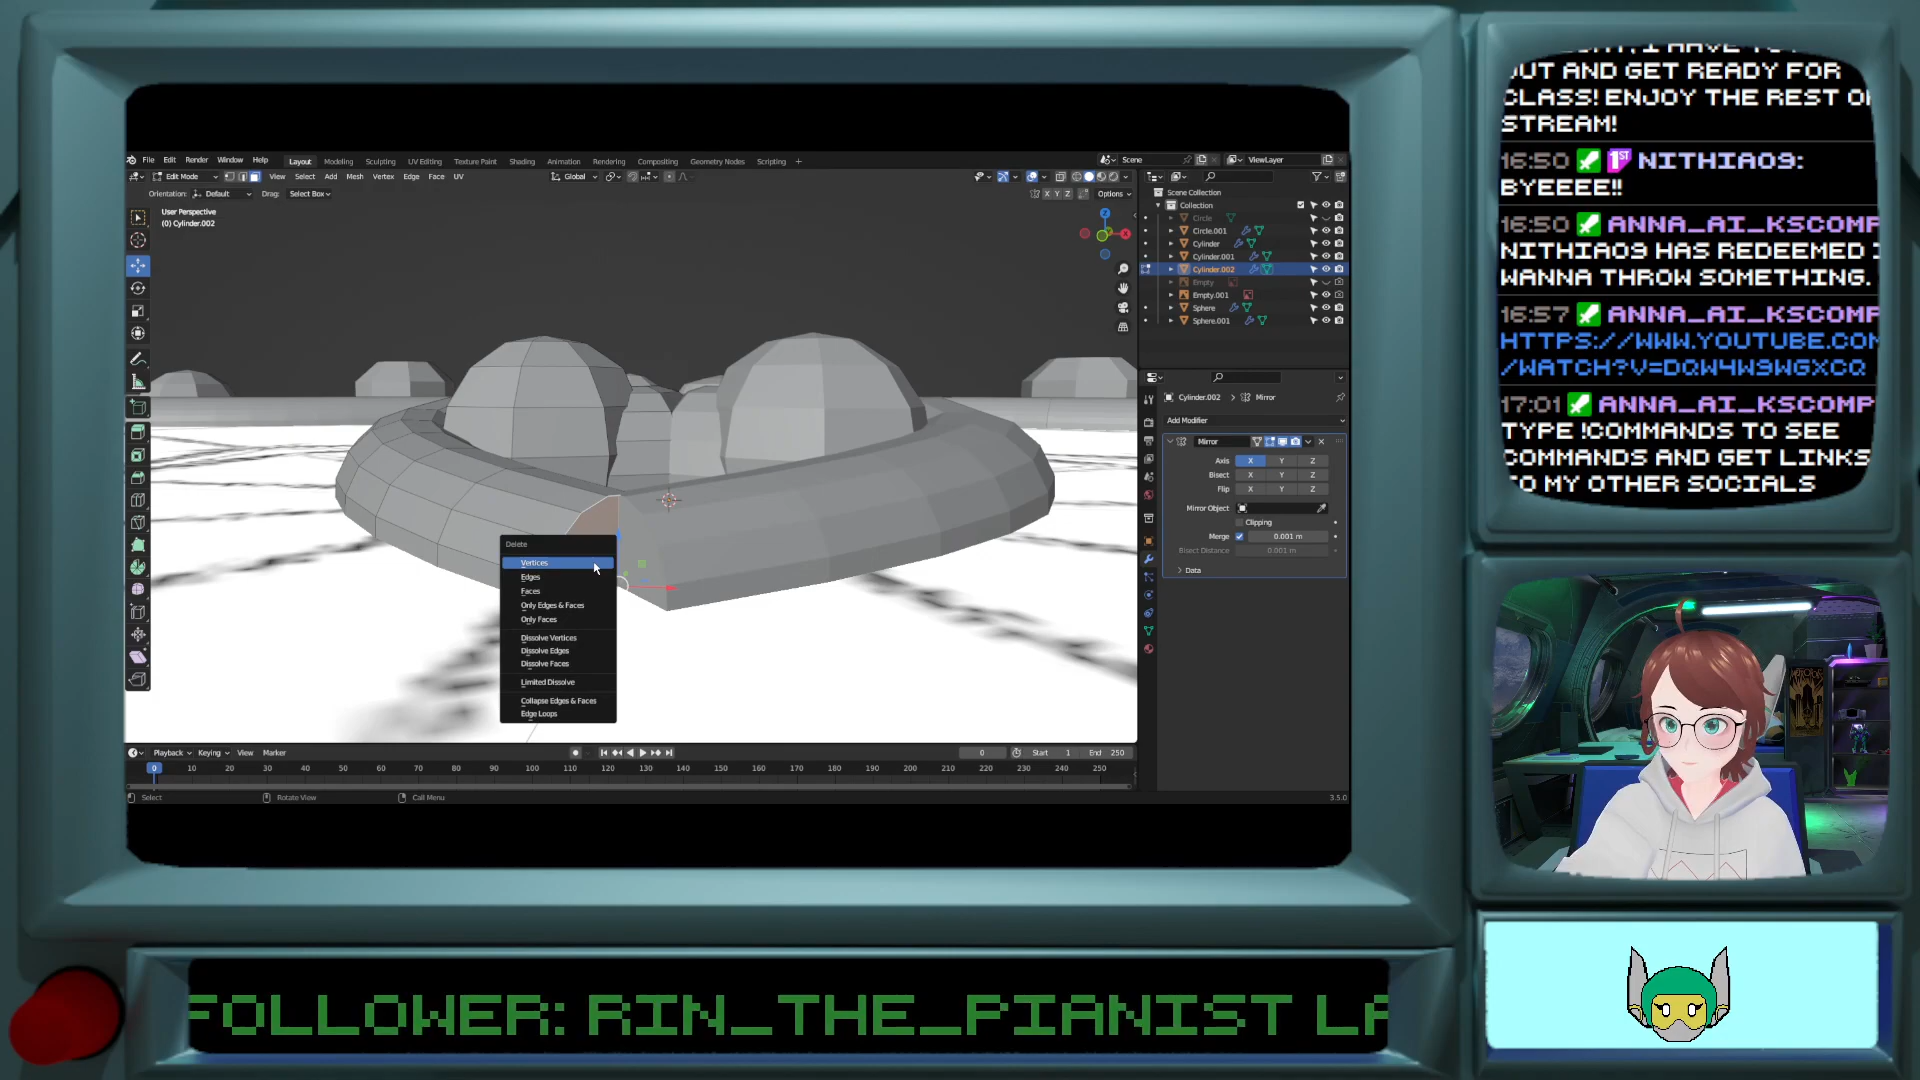 File Edit Render Window Help Layout Modeling Sculpting UV Editing Texture Paint Shading Animation Rendering Compositing Geometry Nodes Scripting + Scene ViewLayer
Edit Mode View Select Add Mesh Vertex Edge Face UV Global
Orientation: Default Drag: Select Box X Y Z Options
User Perspective
(0) Cylinder.002
Scene Collection
Collection
Circle
Circle.001
Cylinder
Cylinder.001
Cylinder.002
Empty
Empty.001
Sphere
Sphere.001
Cylinder.002 > Mirror
Add Modifier
Mirror
Axis X Y Z
Bisect X Y Z
Flip X Y Z
Mirror Object
Clipping
Merge 0.001 m
Bisect Distance 0.001 m
Data
Delete
Vertices
Edges
Faces
Only Edges & Faces
Only Faces
Dissolve Vertices
Dissolve Edges
Dissolve Faces
Limited Dissolve
Collapse Edges & Faces
Edge Loops
Playback Keying View Marker 0 Start 1 End 250
0 10 20 30 40 50 60 70 80 90 100 110 120 130 140 150 160 170 180 190 200 210 220 230 240 250
Select Rotate View Call Menu 3.5.0
OUT AND GET READY FOR
CLASS! ENJOY THE REST O
STREAM!
16:50 1ST NITHIA09:
BYEEEE!!
16:50 ANNA_AI_KSCOMP
NITHIA09 HAS REDEEMED I
WANNA THROW SOMETHING.
16:57 ANNA_AI_KSCOMP
HTTPS://WWW.YOUTUBE.CO
/WATCH?V=DQW4W9WGXCQ
17:01 ANNA_AI_KSCOMP
TYPE !COMMANDS TO SEE
COMMANDS AND GET LINKS
TO MY OTHER SOCIALS
FOLLOWER: RIN_THE_PIANIST LA